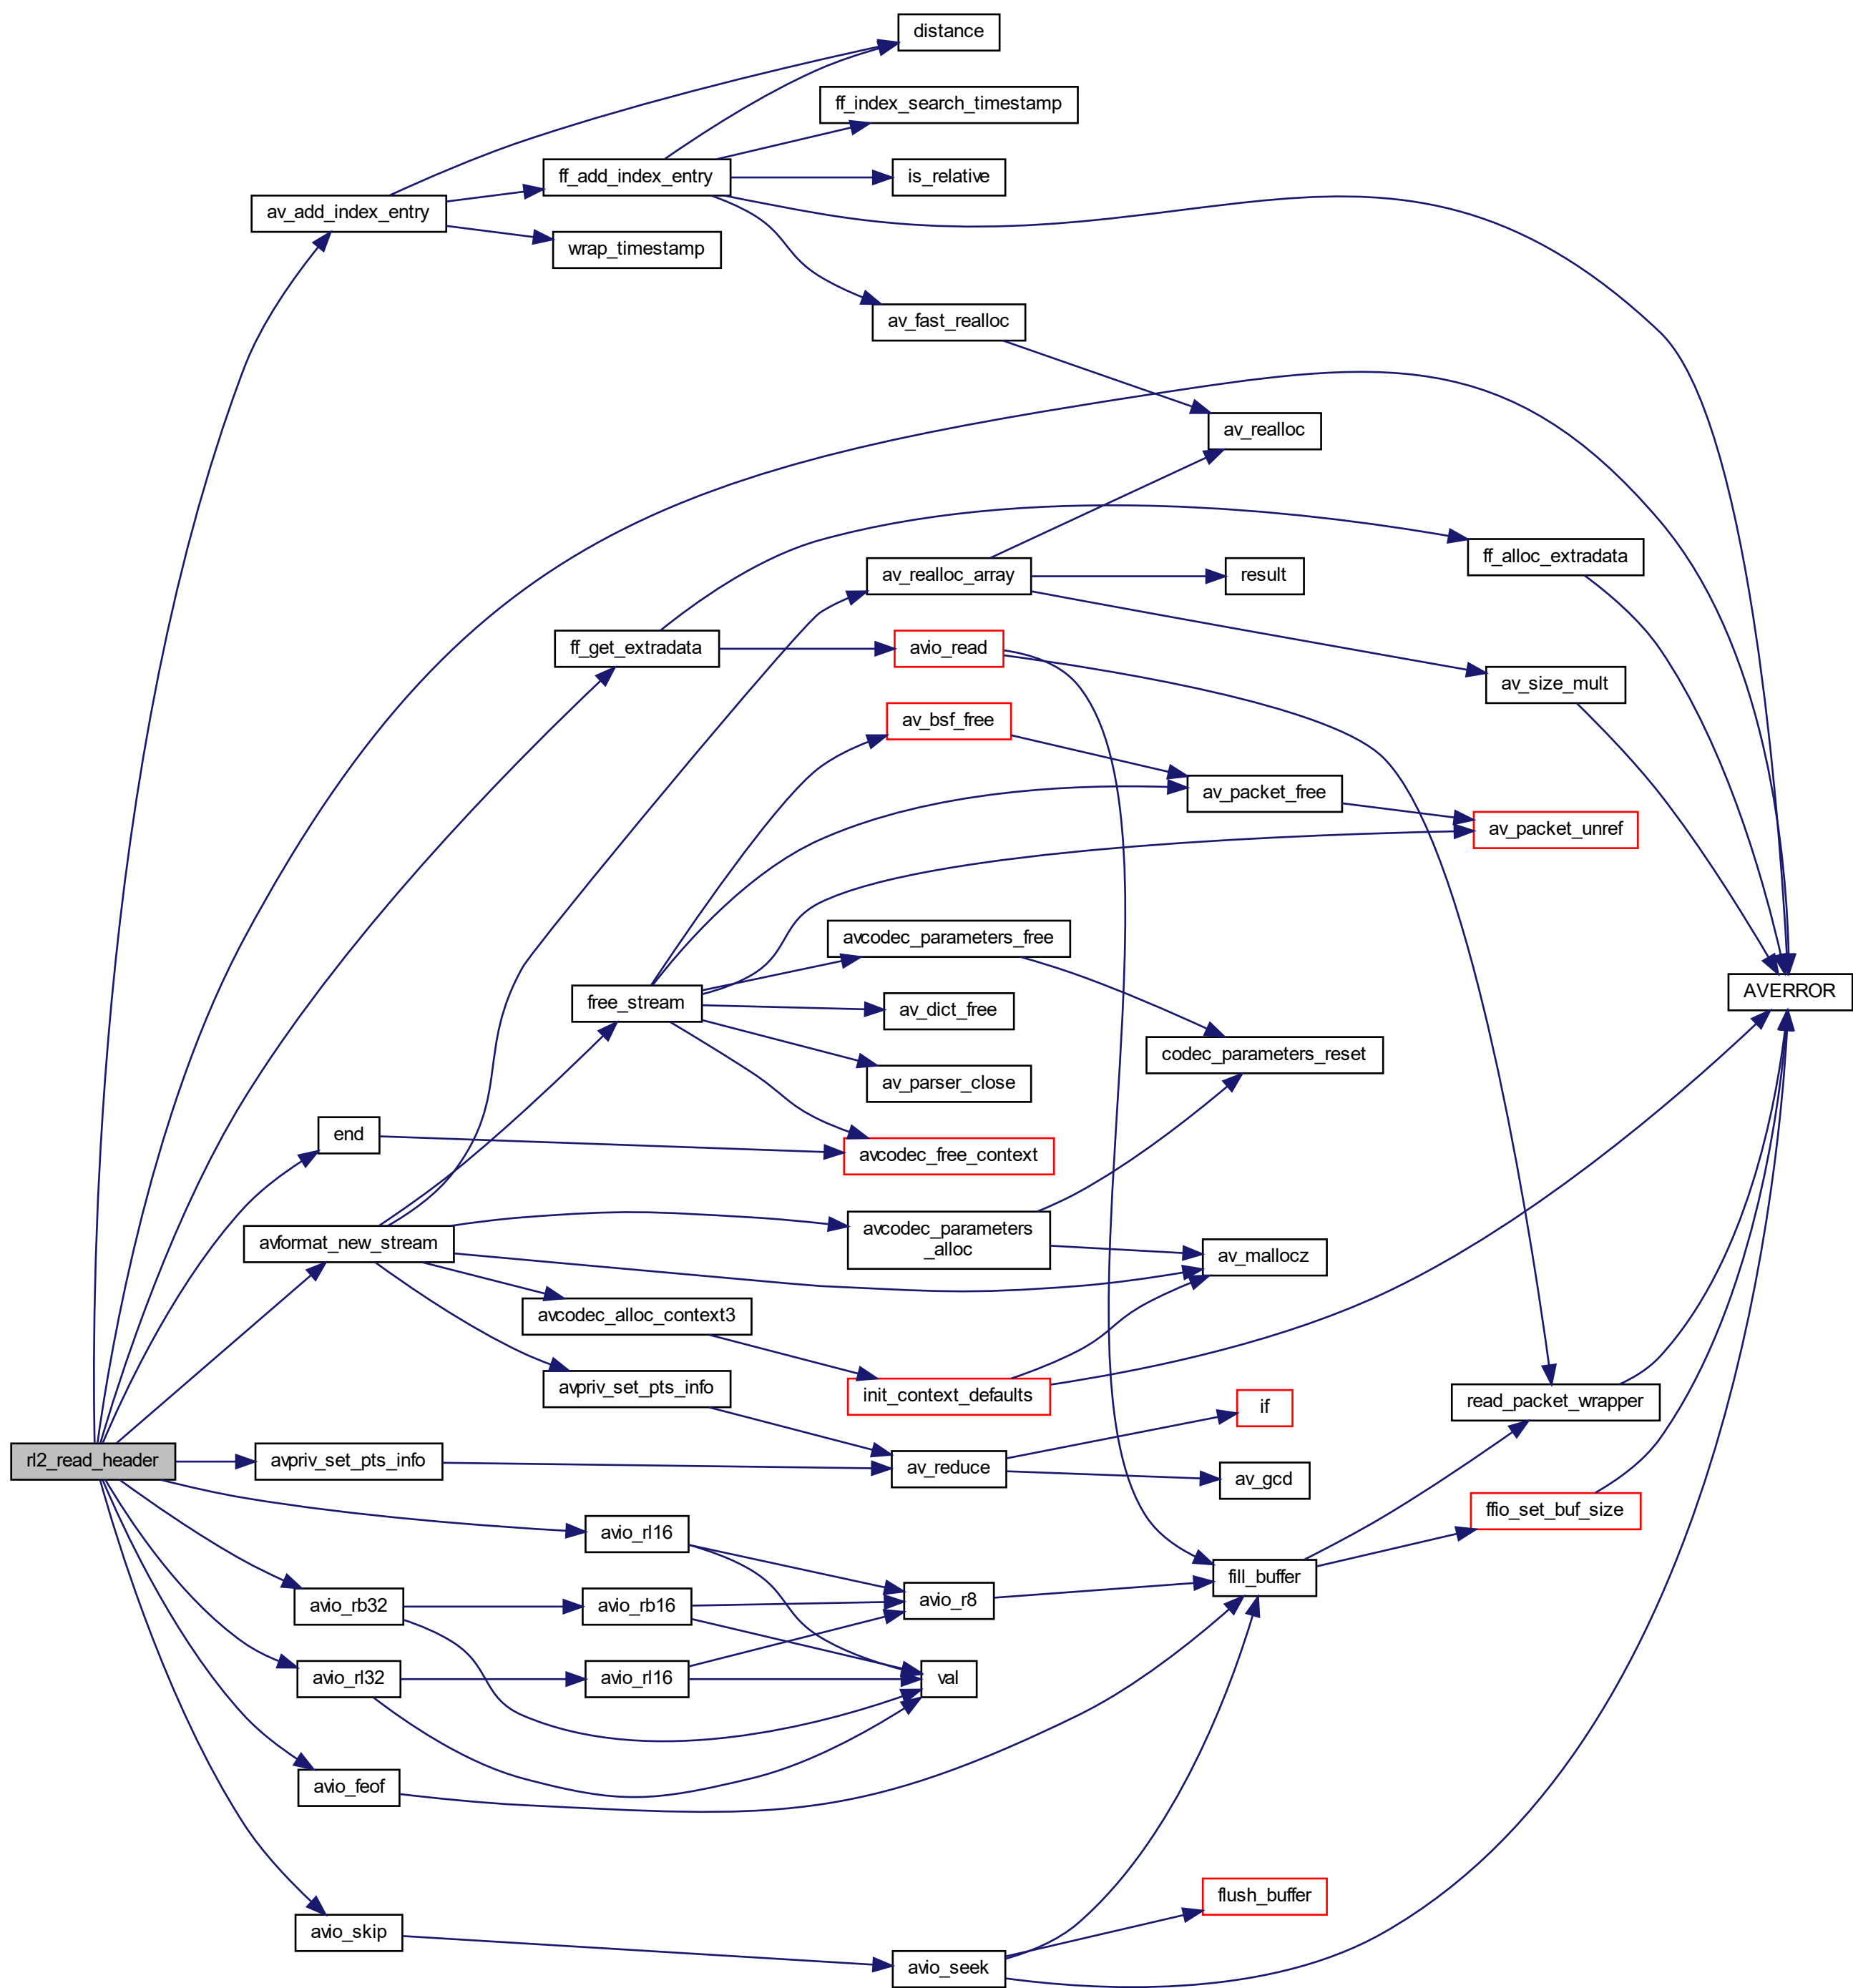 distance
ff_index_search_timestamp
ff_add_index_entry
is_relative
av_add_index_entry
wrap_timestamp
av_fast_realloc
av_realloc
ff_alloc_extradata
av_realloc_array
result
ff_get_extradata
avio_read
av_size_mult
av_bsf_free
av_packet_free
av_packet_unref
avcodec_parameters_free
free_stream
av_dict_free
AVERROR
codec_parameters_reset
av_parser_close
end
avcodec_free_context
avformat_new_stream
avcodec_parameters
_alloc
av_mallocz
avcodec_alloc_context3
avpriv_set_pts_info
init_context_defaults
if
read_packet_wrapper
rl2_read_header
avpriv_set_pts_info
av_reduce
av_gcd
ffio_set_buf_size
avio_rl16
fill_buffer
avio_rb32
avio_rb16
avio_r8
avio_rl32
avio_rl16
val
avio_feof
flush_buffer
avio_skip
avio_seek